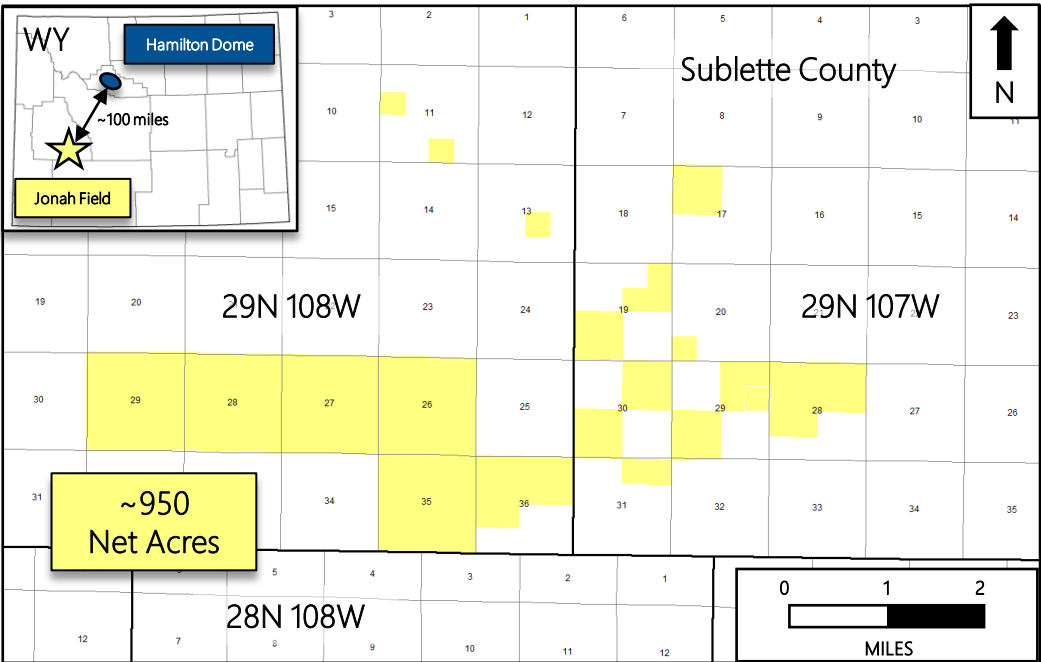 WY
Hamilton Dome
~100 miles
Jonah Field
Sublette County
N
3 2 1 6 5 4 3
10 11 12 7 8 9 10 11
15 14 13 18 17 16 15 14
19 20 23 24 19 20 21 23
29N 108W
29N 107W
30 29 28 27 26 25 30 29 28 27 26
31 34 35 36 31 32 33 34 35
~950
Net Acres
5 4 3 2 1
28N 108W
12 7 8 9 10 11 12
0 1 2
MILES